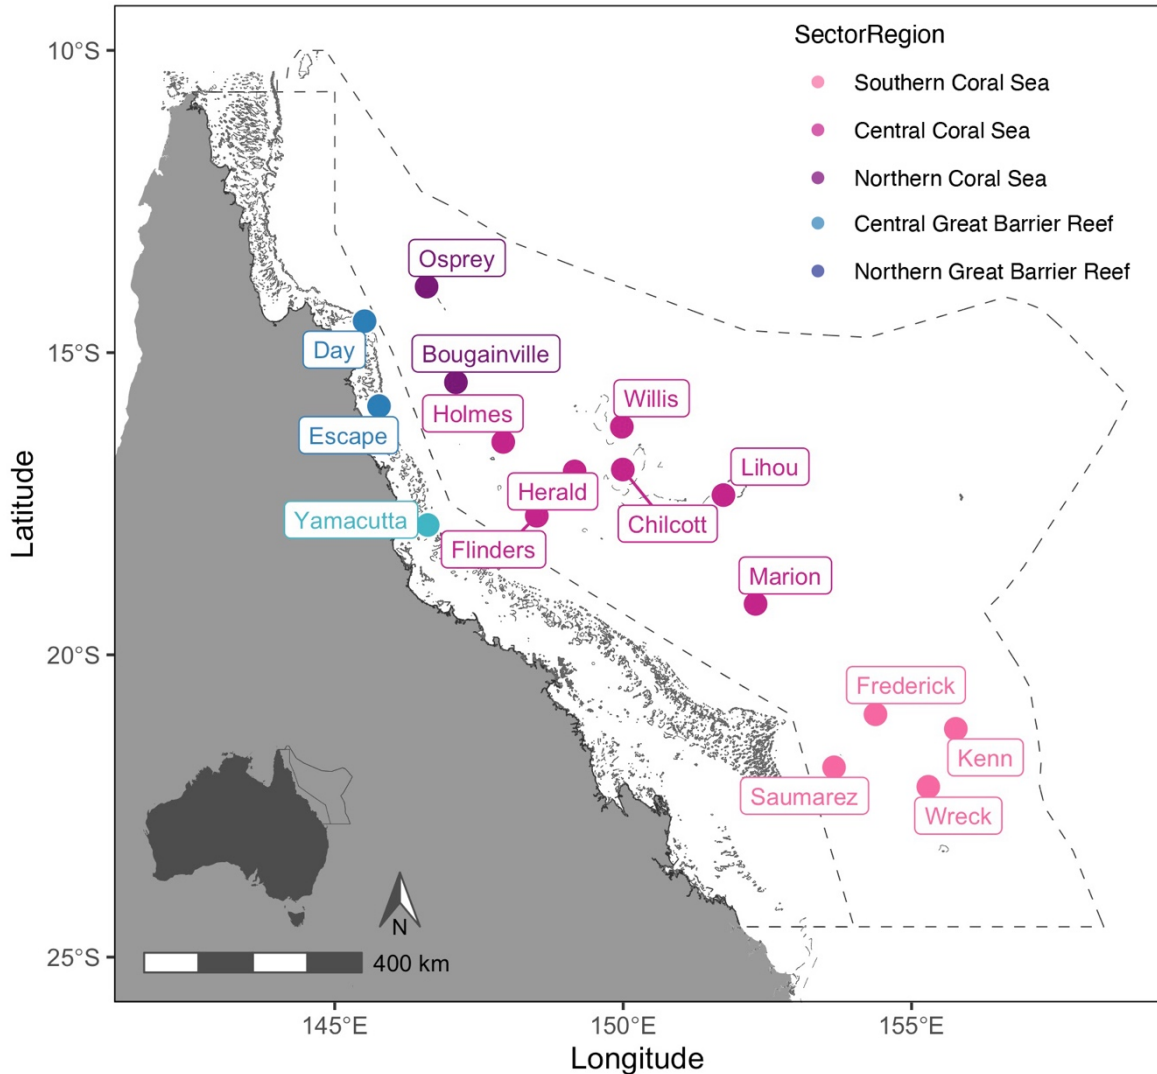 SectorRegion
Southern Coral Sea
Central Coral Sea
Northern Coral Sea
Central Great Barrier Reef
Northern Great Barrier Reef
10°S
15°S
20°S
25°S
Latitude
Osprey
Day
Bougainville
Holmes
Willis
Escape
Lihou
Herald
Yamacutta
Chilcott
Flinders
Marion
Frederick
Kenn
Saumarez
Wreck
N
400 km
145°E
150°E
155°E
Longitude